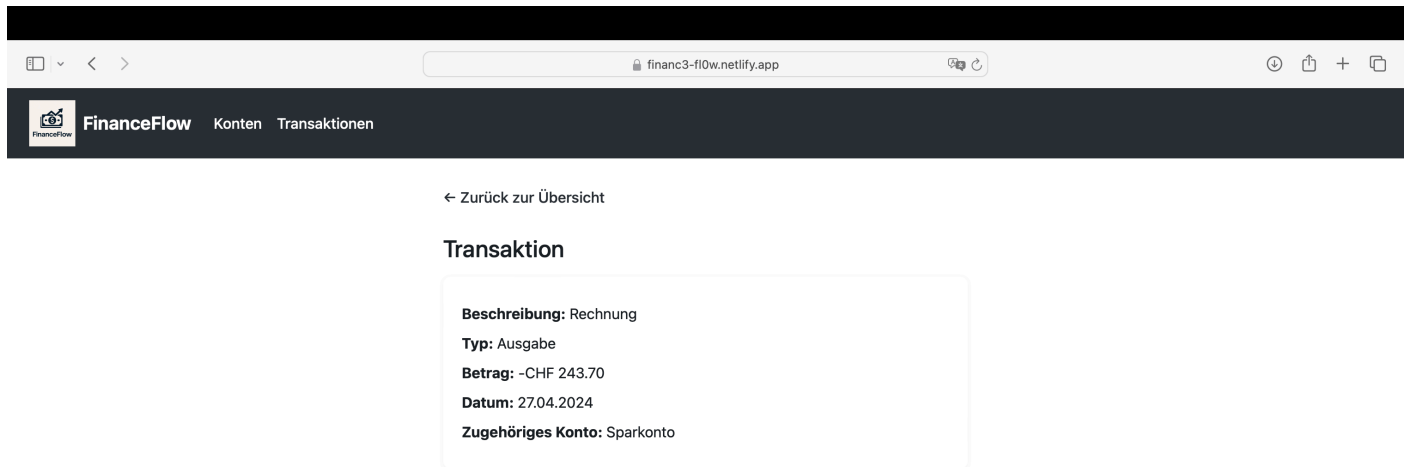 financ3-fl0w.netlify.app
FinanceFlow
FinanceFlow Konten Transaktionen
← Zurück zur Übersicht
Transaktion
Beschreibung: Rechnung
Typ: Ausgabe
Betrag: -CHF 243.70
Datum: 27.04.2024
Zugehöriges Konto: Sparkonto